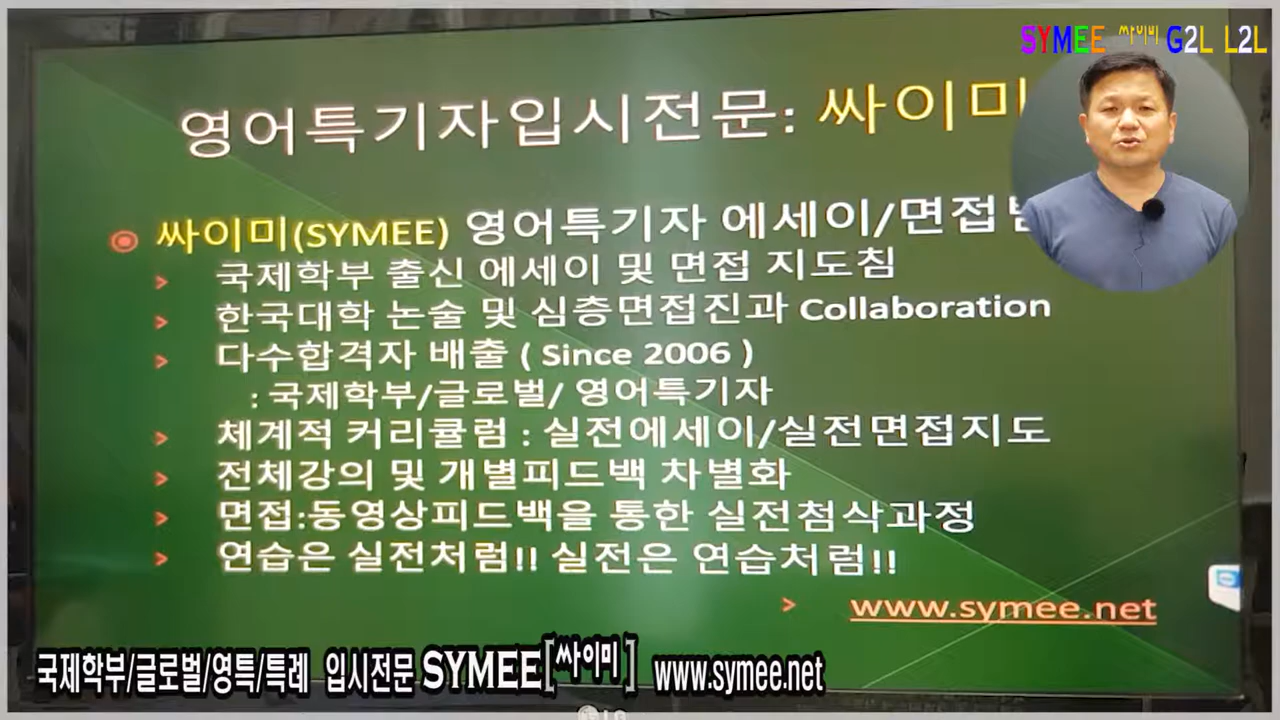 SYMEE 싸이미 G2L L2L
영어특기자입시전문: 싸이미
싸이미(SYMEE) 영어특기자 에세이/면접
> 국제학부 출신 에세이 및 면접 지도침
> 한국대학 논술 및 심층면접진과 Collaboration
> 다수합격자 배출 ( Since 2006 )
: 국제학부/글로벌/ 영어특기자
> 체계적 커리큘럼 : 실전에세이/실전면접지도
> 전체강의 및 개별피드백 차별화
> 면접:동영상피드백을 통한 실전첨삭과정
> 연습은 실전처럼!! 실전은 연습처럼!!
> www.symee.net
국제학부/글로벌/영특/특례 입시전문 SYMEE[싸이미] www.symee.net
LG